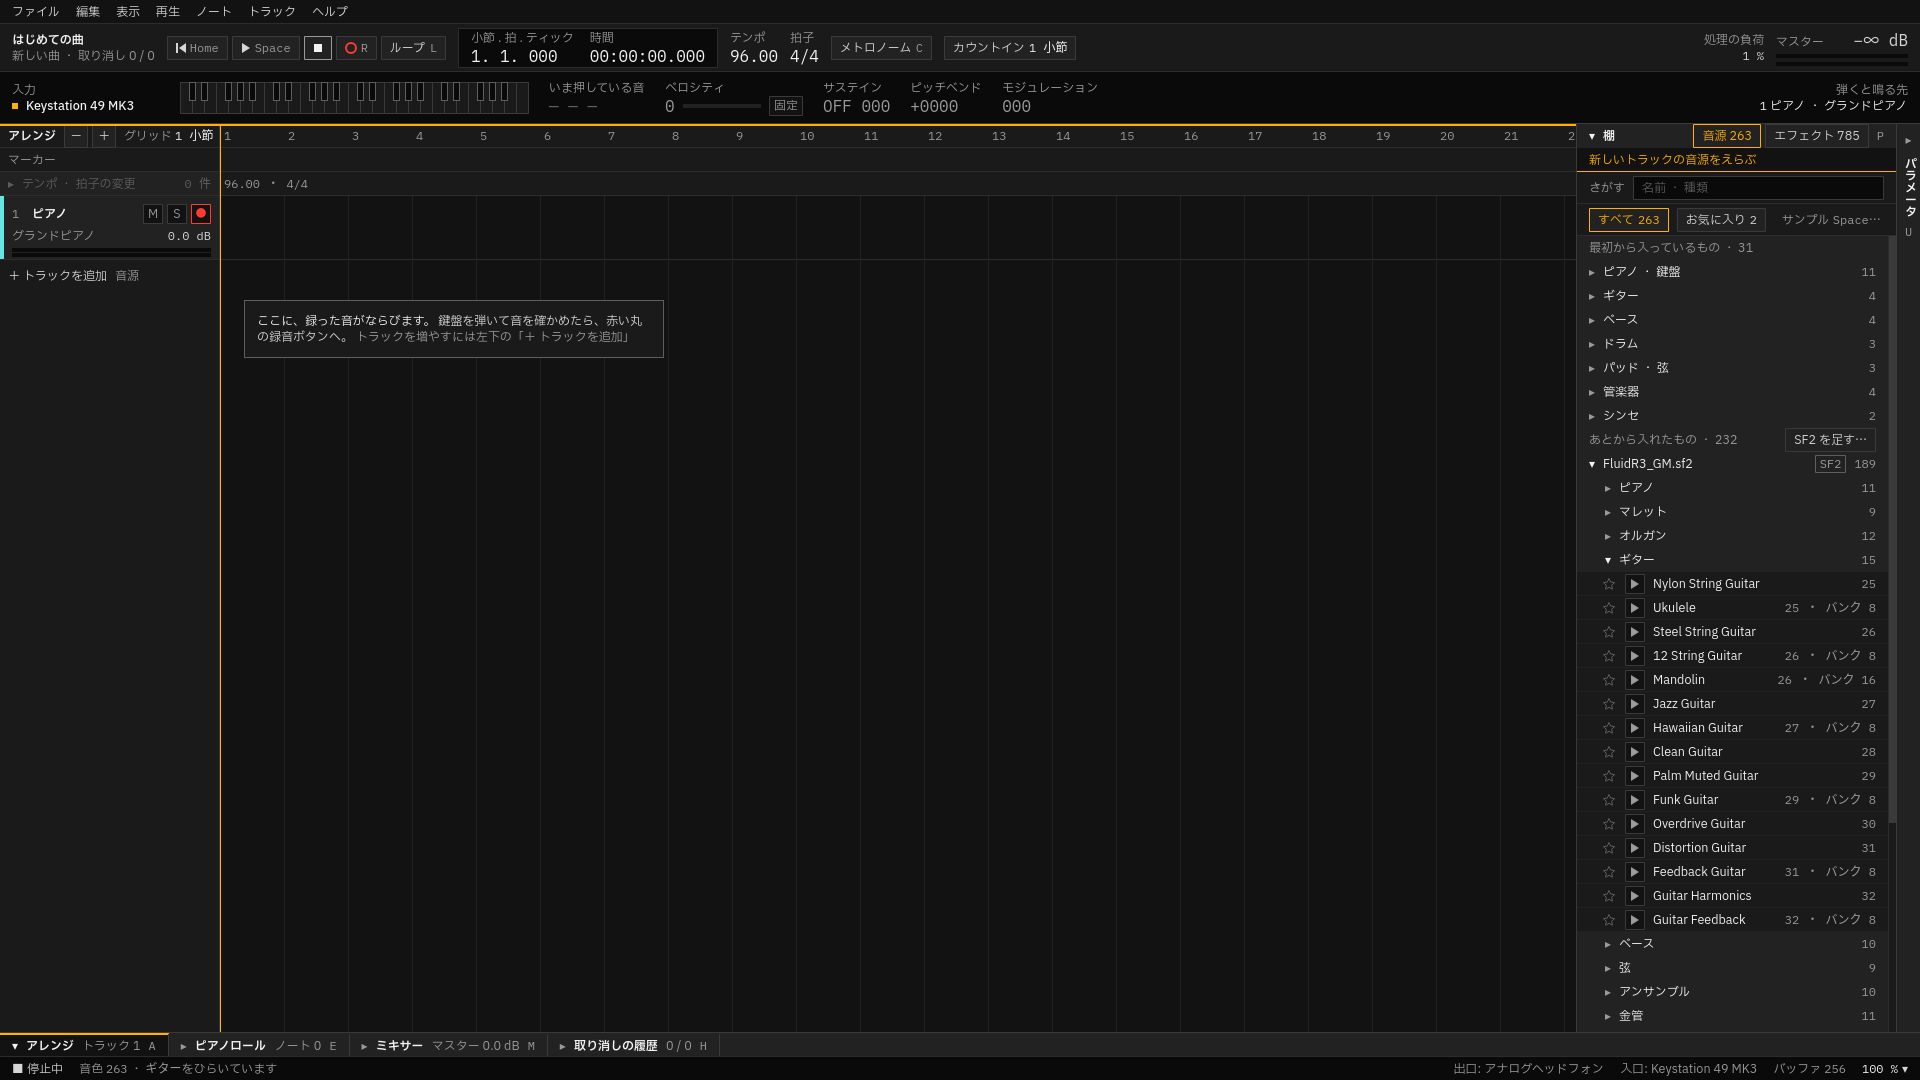 ファイル 編集 表示 再生 ノート トラック ヘルプ
はじめての曲
新しい曲 · 取り消し 0 / 0
Home Space R ループ L
小節 . 拍 . ティック 時間
1. 1. 000 00:00:00.000
テンポ 拍子
96.00 4/4
メトロノーム C カウントイン 1 小節
処理の負荷 マスター −∞ dB
1 %
入力
Keystation 49 MK3
いま押している音 ベロシティ サステイン ピッチベンド モジュレーション
— — — 0 固定 OFF 000 +0000 000
弾くと鳴る先
1 ピアノ · グランドピアノ
アレンジ − + グリッド 1 小節
1 2 3 4 5 6 7 8 9 10 11 12 13 14 15 16 17 18 19 20 21 2
マーカー
▸ テンポ · 拍子の変更 0 件
96.00 · 4/4
1 ピアノ M S
グランドピアノ 0.0 dB
+ トラックを追加 音源
ここに、録った音がならびます。 鍵盤を弾いて音を確かめたら、赤い丸
の録音ボタンへ。 トラックを増やすには左下の「+ トラックを追加」
▾ 棚 音源 263 エフェクト 785 P
新しいトラックの音源をえらぶ
さがす 名前 · 種類
すべて 263 お気に入り 2 サンプル Space…
最初から入っているもの · 31
▸ ピアノ · 鍵盤 11
▸ ギター 4
▸ ベース 4
▸ ドラム 3
▸ パッド · 弦 3
▸ 管楽器 4
▸ シンセ 2
あとから入れたもの · 232 SF2 を足す…
▾ FluidR3_GM.sf2 SF2 189
▸ ピアノ 11
▸ マレット 9
▸ オルガン 12
▾ ギター 15
Nylon String Guitar 25
Ukulele 25 · バンク 8
Steel String Guitar 26
12 String Guitar 26 · バンク 8
Mandolin 26 · バンク 16
Jazz Guitar 27
Hawaiian Guitar 27 · バンク 8
Clean Guitar 28
Palm Muted Guitar 29
Funk Guitar 29 · バンク 8
Overdrive Guitar 30
Distortion Guitar 31
Feedback Guitar 31 · バンク 8
Guitar Harmonics 32
Guitar Feedback 32 · バンク 8
▸ ベース 10
▸ 弦 9
▸ アンサンブル 10
▸ 金管 11
▸ パラメータ U
▾ アレンジ トラック 1 A ▸ ピアノロール ノート 0 E ▸ ミキサー マスター 0.0 dB M ▸ 取り消しの履歴 0 / 0 H
停止中 音色 263 · ギターをひらいています
出口: アナログヘッドフォン 入口: Keystation 49 MK3 バッファ 256 100 % ▾